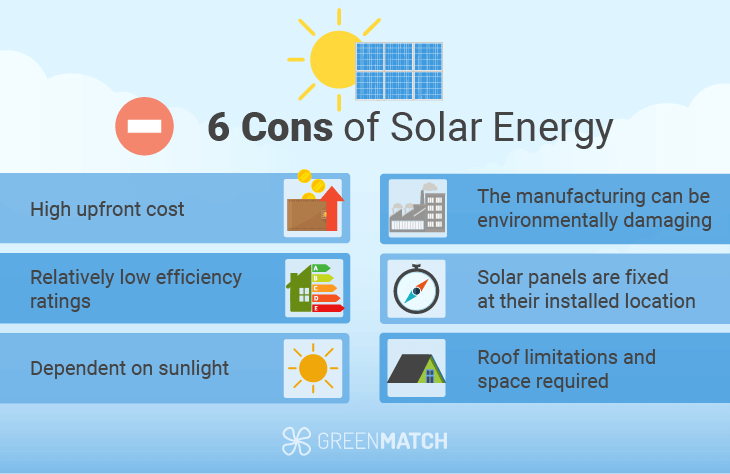 6 Cons of Solar Energy
High upfront cost
Relatively low efficiency
ratings
A
B
C
D
E
Dependent on sunlight
The manufacturing can be
environmentally damaging
Solar panels are fixed
at their installed location
Roof limitations and
space required
GREENMATCH